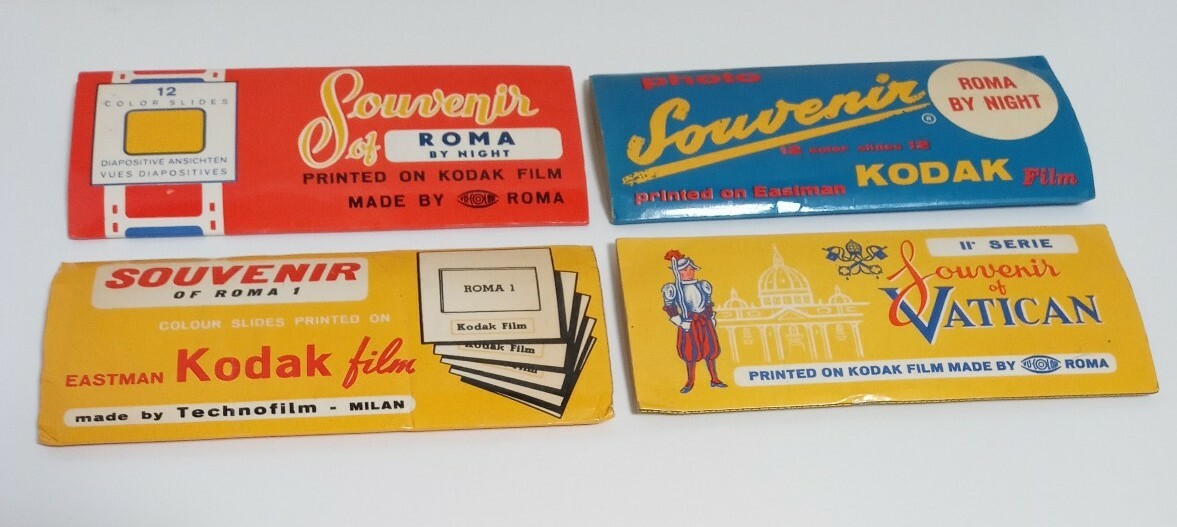 12
COLOR SLIDES
DIAPOSITIVE ANSICHTEN
VUES DIAPOSITIVES
Souvenir
of ROMA
BY NIGHT
PRINTED ON KODAK FILM
MADE BY ROMA
photo
Souvenir ®
ROMA
BY NIGHT
12 color slides 12
printed on Eastman KODAK Film
SOUVENIR
OF ROMA 1
COLOUR SLIDES PRINTED ON
EASTMAN Kodak film
made by Technofilm - MILAN
ROMA 1
Kodak Film
Kodak Film
II' SERIE
Souvenir
of
VATICAN
PRINTED ON KODAK FILM MADE BY ROMA